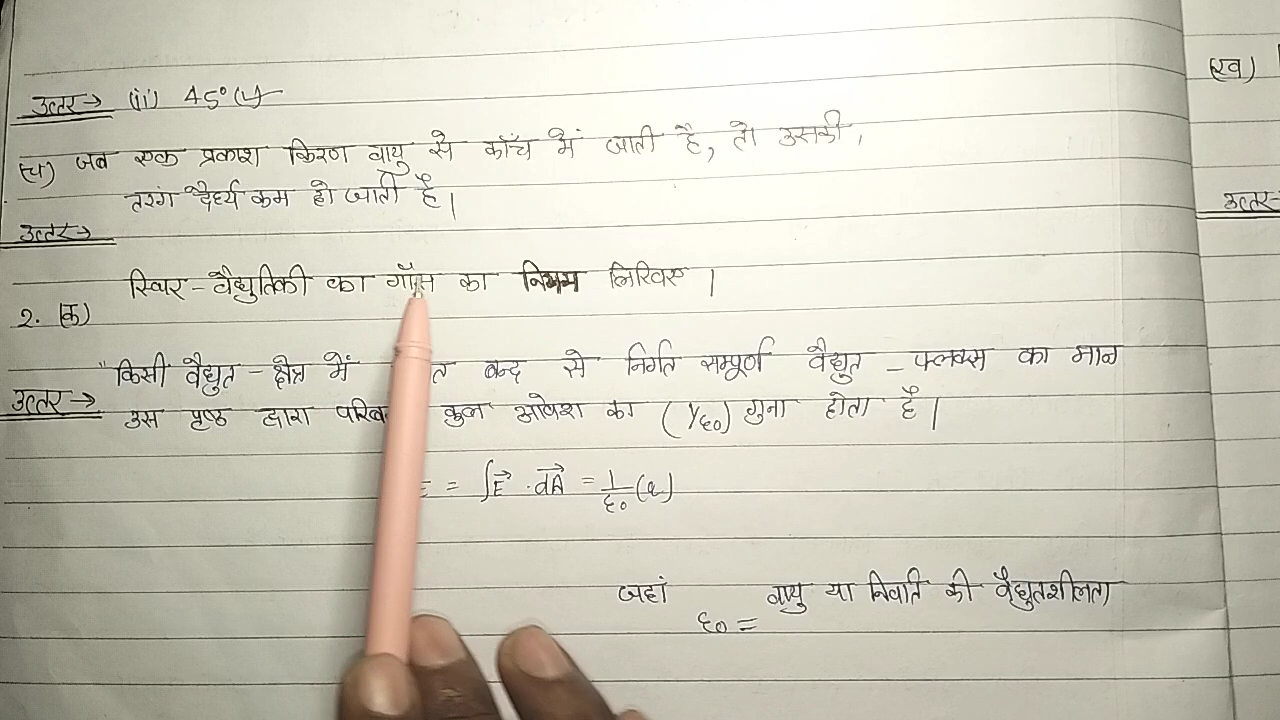 उत्तर→ (ii) 45°
(च) जब एक प्रकाश किरण वायु से काँच में जाती है, तो उसकी
तरंग दैर्ध्य कम हो जाती है।
उत्तर→
स्थिर-वैद्युतिकी का गॉस का नियम लिखिए।
2. (क)
"किसी वैद्युत-क्षेत्र में बन्द से निर्गत सम्पूर्ण वैद्युत-फ्लक्स का मान
उत्तर→
उस पृष्ठ द्वारा कुल आवेश का (1/ε0) गुना होता है।
= ∫E⃗ . dA⃗ = 1/ε0 (q)
जहां ε0 = वायु या निर्वात की वैद्युतशीलता
(ख)
उत्तर-